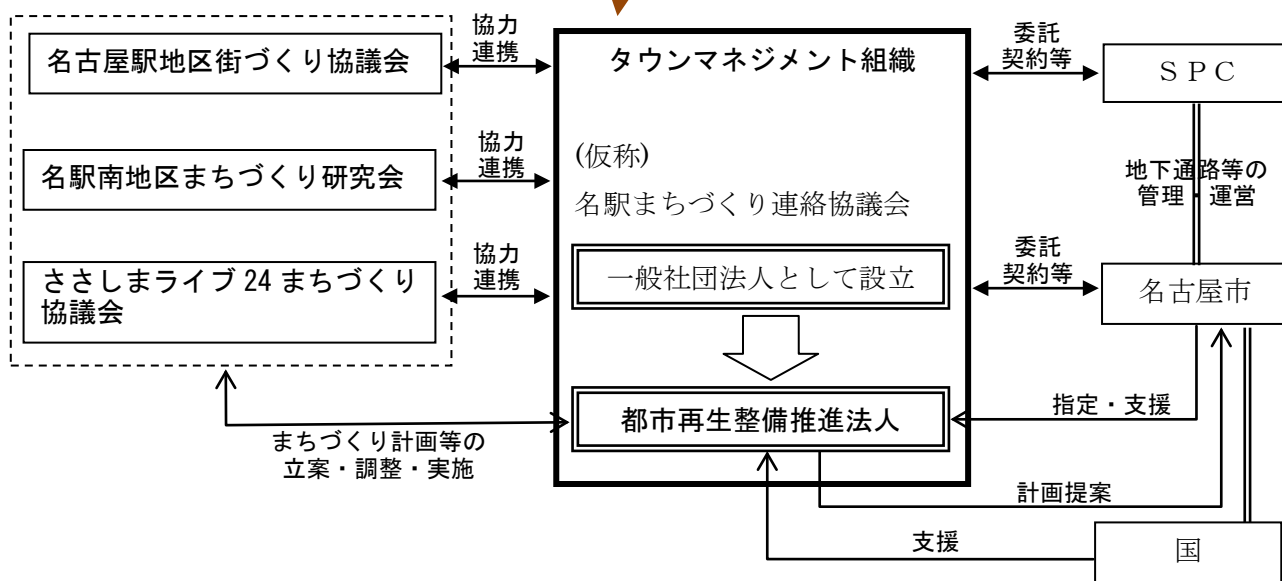 名古屋駅地区街づくり協議会
協力
連携
名駅南地区まちづくり研究会
協力
連携
ささしまライブ24まちづくり
協議会
協力
連携
まちづくり計画等の
立案・調整・実施
タウンマネジメント組織
(仮称)
名駅まちづくり連絡協議会
一般社団法人として設立
都市再生整備推進法人
委託
契約等
ＳＰＣ
地下通路等の
管理・運営
委託
契約等
名古屋市
指定・支援
計画提案
支援
国